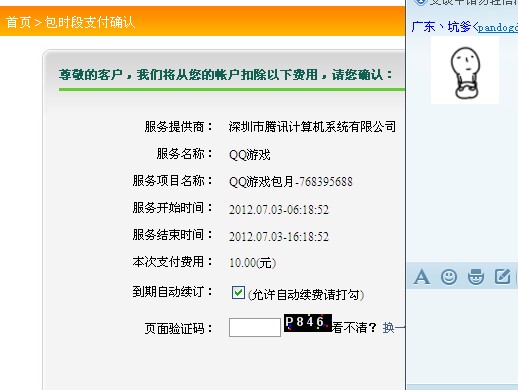 首页 > 包时段支付确认
尊敬的客户，我们将从您的帐户扣除以下费用，请您确认：
服务提供商： 深圳市腾讯计算机系统有限公司
服务名称： QQ游戏
服务项目名称： QQ游戏包月-768395688
服务开始时间： 2012.07.03-06:18:52
服务结束时间： 2012.07.03-16:18:52
本次支付费用： 10.00(元)
到期自动续订： (允许自动续费请打勾)
页面验证码： P846 看不清? 换一
广东丶坑爹<pandogd